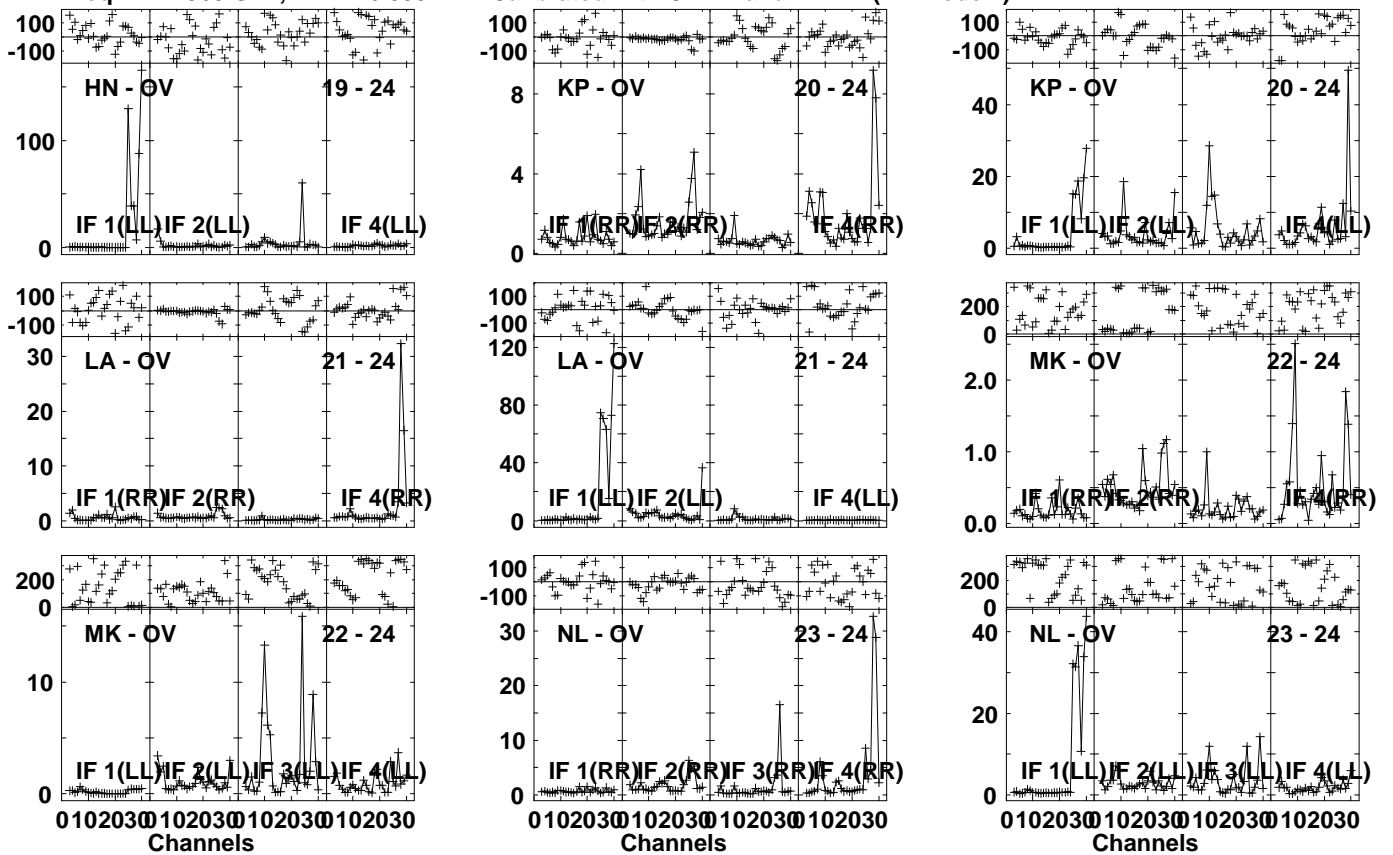 100
-100
HN - OV 19 - 24
100
0
IF 1(LL) IF 2(LL) IF 4(LL)
100
-100
KP - OV 20 - 24
8
4
0
IF 1(RR) IF 2(RR) IF 4(RR)
100
-100
KP - OV 20 - 24
40
20
0
IF 1(LL) IF 2(LL) IF 4(LL)
100
-100
LA - OV 21 - 24
30
20
10
0
IF 1(RR) IF 2(RR) IF 4(RR)
100
-100
LA - OV 21 - 24
120
80
40
0
IF 1(LL) IF 2(LL) IF 4(LL)
200
0
MK - OV 22 - 24
2.0
1.0
0.0
IF 1(RR) IF 2(RR) IF 4(RR)
200
0
MK - OV 22 - 24
10
0
IF 1(LL) IF 2(LL) IF 3(LL) IF 4(LL)
0102030 0102030 0102030 0102030
Channels
100
-100
NL - OV 23 - 24
30
20
10
0
IF 1(RR) IF 2(RR) IF 3(RR) IF 4(RR)
0102030 0102030 0102030 0102030
Channels
200
0
NL - OV 23 - 24
40
20
0
IF 1(LL) IF 2(LL) IF 3(LL) IF 4(LL)
0102030 0102030 0102030 0102030
Channels